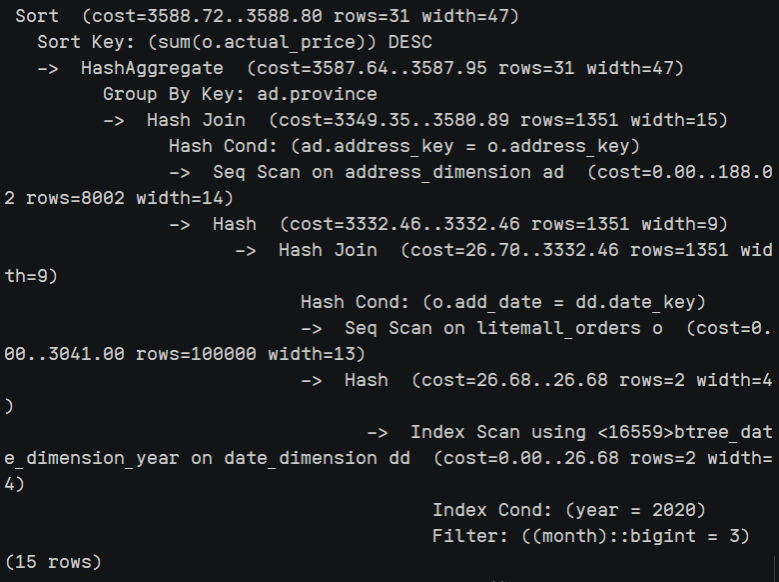 Sort  (cost=3588.72..3588.80 rows=31 width=47)
Sort Key: (sum(o.actual_price)) DESC
->  HashAggregate  (cost=3587.64..3587.95 rows=31 width=47)
Group By Key: ad.province
->  Hash Join  (cost=3349.35..3580.89 rows=1351 width=15)
Hash Cond: (ad.address_key = o.address_key)
->  Seq Scan on address_dimension ad  (cost=0.00..188.0
2 rows=8002 width=14)
->  Hash  (cost=3332.46..3332.46 rows=1351 width=9)
->  Hash Join  (cost=26.70..3332.46 rows=1351 wid
th=9)
Hash Cond: (o.add_date = dd.date_key)
->  Seq Scan on litemall_orders o  (cost=0.
00..3041.00 rows=100000 width=13)
->  Hash  (cost=26.68..26.68 rows=2 width=4
)
->  Index Scan using <16559>btree_dat
e_dimension_year on date_dimension dd  (cost=0.00..26.68 rows=2 width=
4)
Index Cond: (year = 2020)
Filter: ((month)::bigint = 3)
(15 rows)